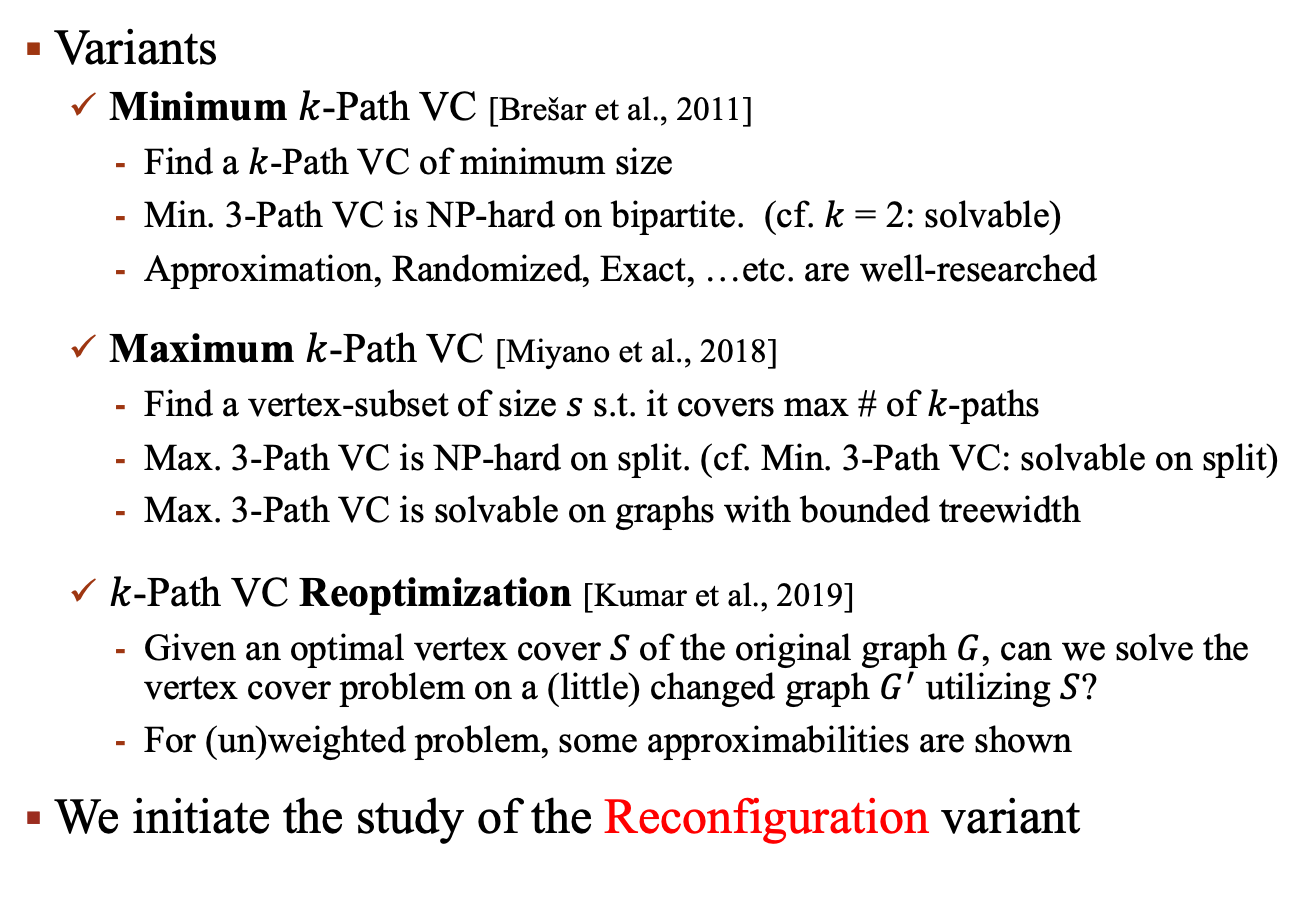 ▪ Variants
✓ Minimum k-Path VC [Brešar et al., 2011]
- Find a k-Path VC of minimum size
- Min. 3-Path VC is NP-hard on bipartite. (cf. k = 2: solvable)
- Approximation, Randomized, Exact, …etc. are well-researched
✓ Maximum k-Path VC [Miyano et al., 2018]
- Find a vertex-subset of size s s.t. it covers max # of k-paths
- Max. 3-Path VC is NP-hard on split. (cf. Min. 3-Path VC: solvable on split)
- Max. 3-Path VC is solvable on graphs with bounded treewidth
✓ k-Path VC Reoptimization [Kumar et al., 2019]
- Given an optimal vertex cover S of the original graph G, can we solve the
vertex cover problem on a (little) changed graph G′ utilizing S?
- For (un)weighted problem, some approximabilities are shown
▪ We initiate the study of the Reconfiguration variant